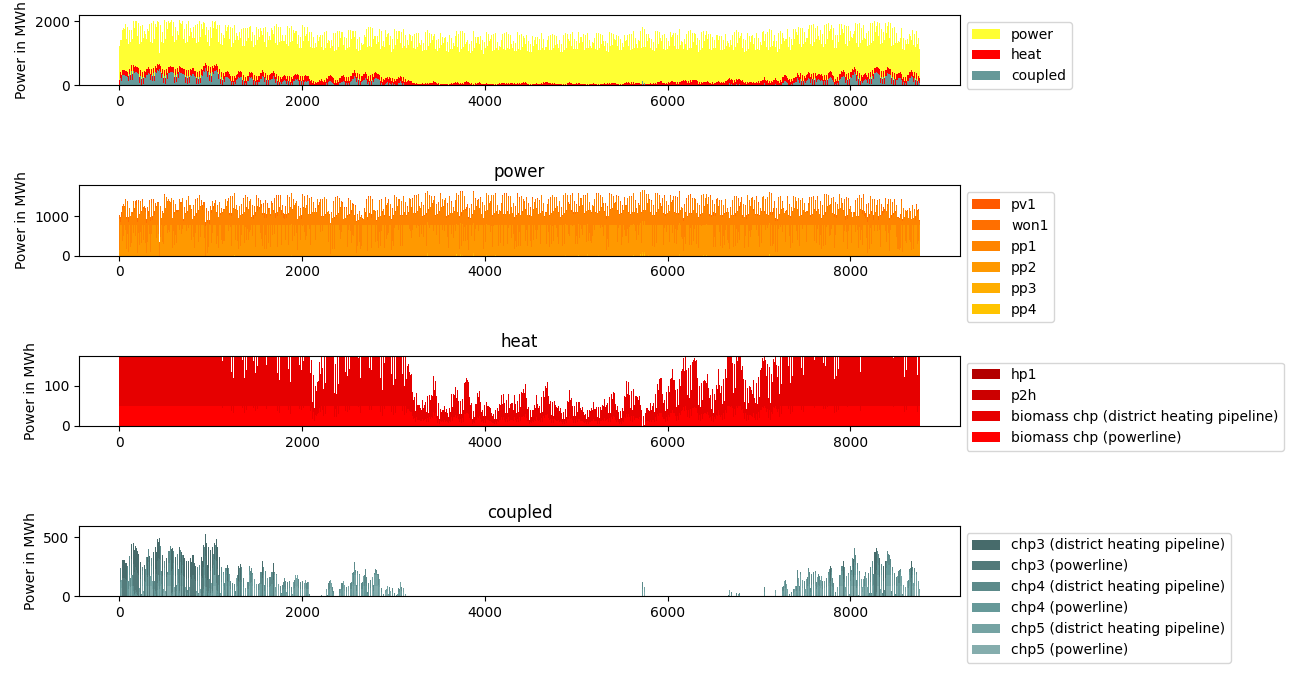 Power in MWh
2000
0
0 2000 4000 6000 8000
power
heat
coupled
power
Power in MWh
1000
0
0 2000 4000 6000 8000
pv1
won1
pp1
pp2
pp3
pp4
heat
Power in MWh
100
0
0 2000 4000 6000 8000
hp1
p2h
biomass chp (district heating pipeline)
biomass chp (powerline)
coupled
Power in MWh
500
0
0 2000 4000 6000 8000
chp3 (district heating pipeline)
chp3 (powerline)
chp4 (district heating pipeline)
chp4 (powerline)
chp5 (district heating pipeline)
chp5 (powerline)